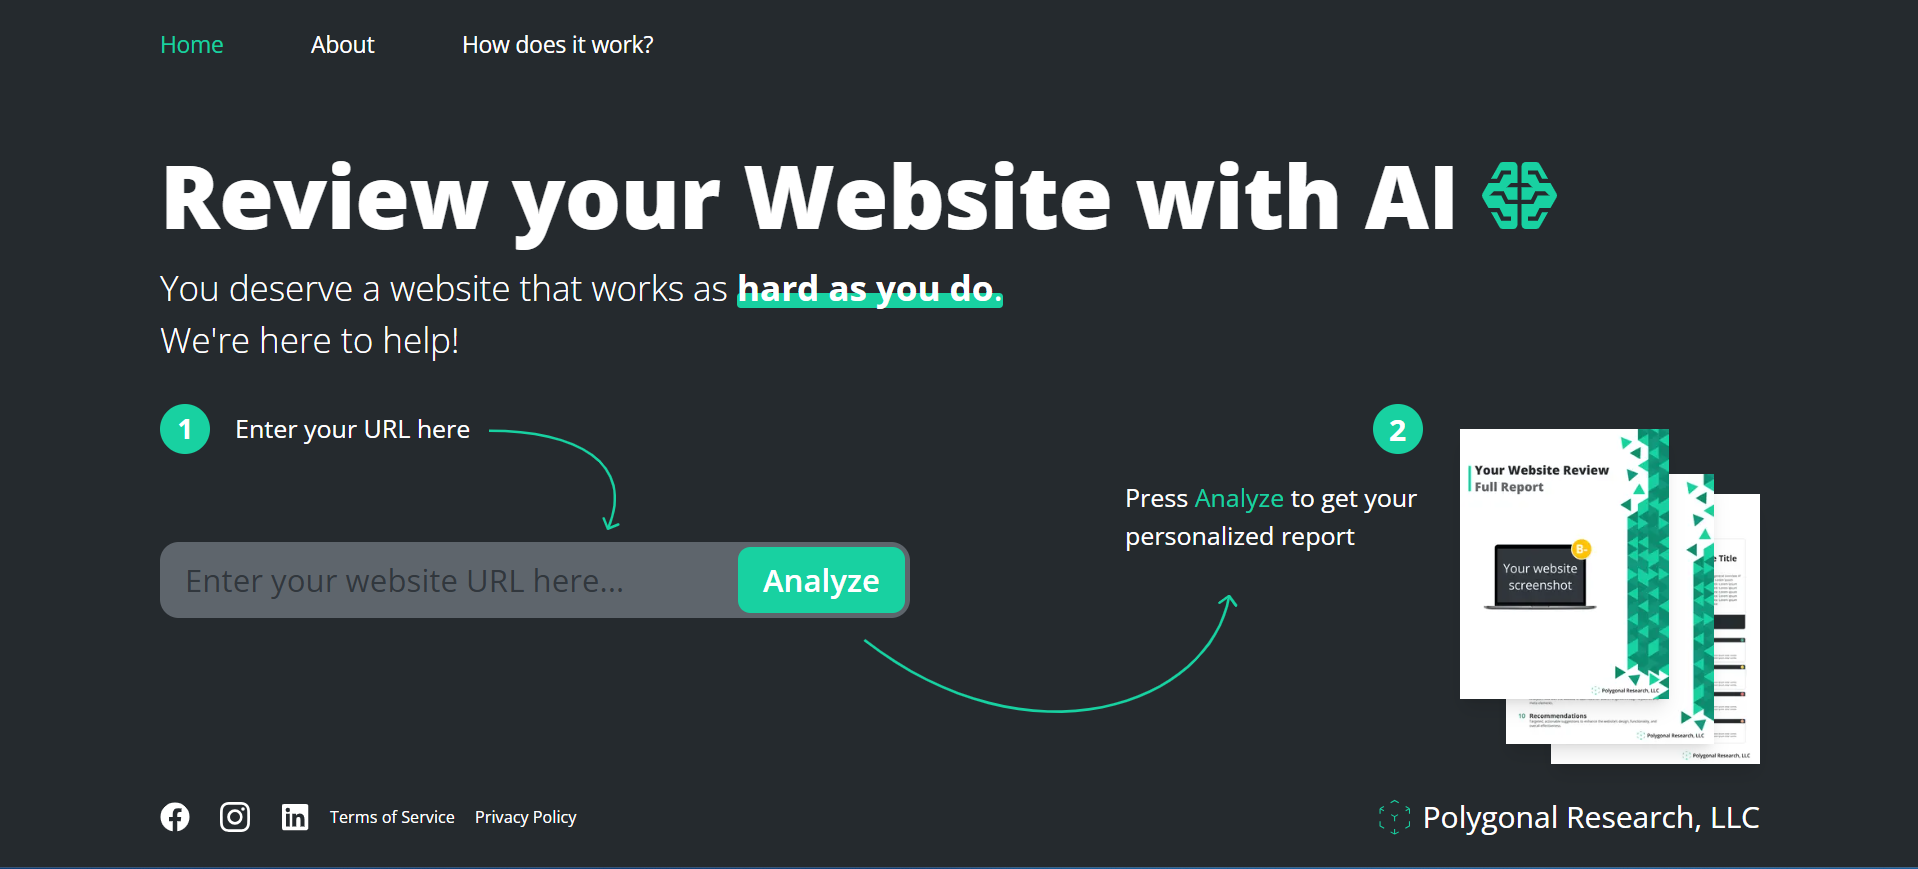 Home About How does it work?
Review your Website with AI
You deserve a website that works as hard as you do.
We're here to help!
1 Enter your URL here
Enter your website URL here... Analyze
2
Press Analyze to get your
personalized report
Your Website Review
Full Report
B-
Your website
screenshot
Polygonal Research, LLC
e Title
10 Recommendations
Polygonal Research, LLC
Polygonal Research, LLC
Terms of Service Privacy Policy
Polygonal Research, LLC